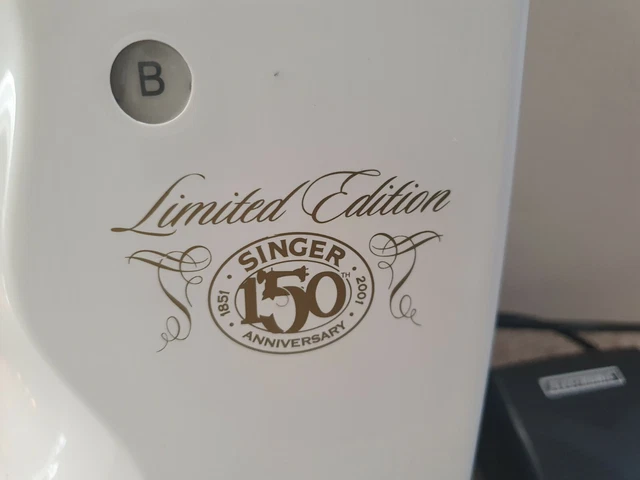 B
Limited Edition
SINGER
1851 150TH 2001
ANNIVERSARY